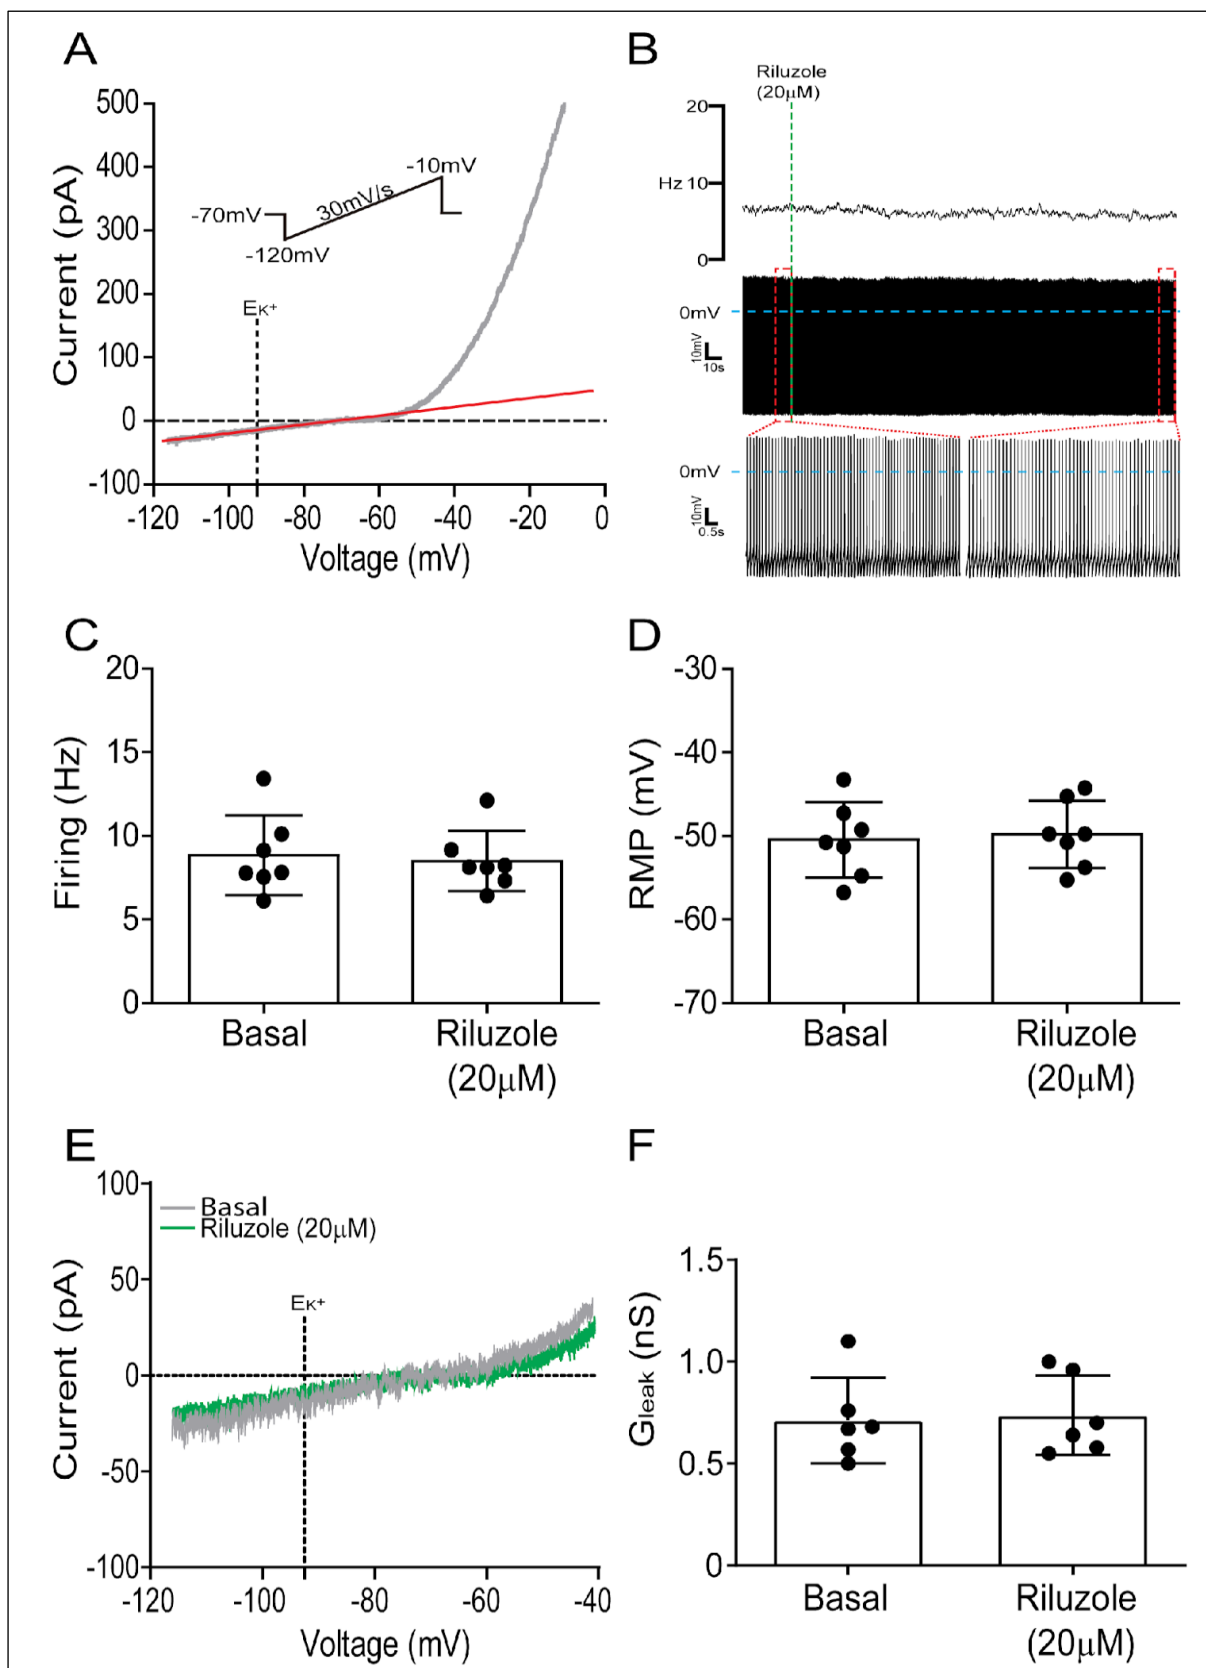 A
Current (pA)
500
400
300
200
100
0
-100
-120
-100
-80
-60
-40
-20
0
Voltage (mV)
-70mV
-120mV
30mV/s
-10mV
EK+
B
Riluzole
(20μM)
20
Hz 10
0
0mV
10mV
10s
0mV
10mV
0.5s
C
Firing (Hz)
20
15
10
5
0
Basal
Riluzole
(20μM)
D
RMP (mV)
-30
-40
-50
-60
-70
Basal
Riluzole
(20μM)
E
Current (pA)
100
50
0
-50
-100
Basal
Riluzole (20μM)
EK+
-120
-100
-80
-60
-40
Voltage (mV)
F
Gleak (nS)
1.5
1.0
0.5
0
Basal
Riluzole
(20μM)